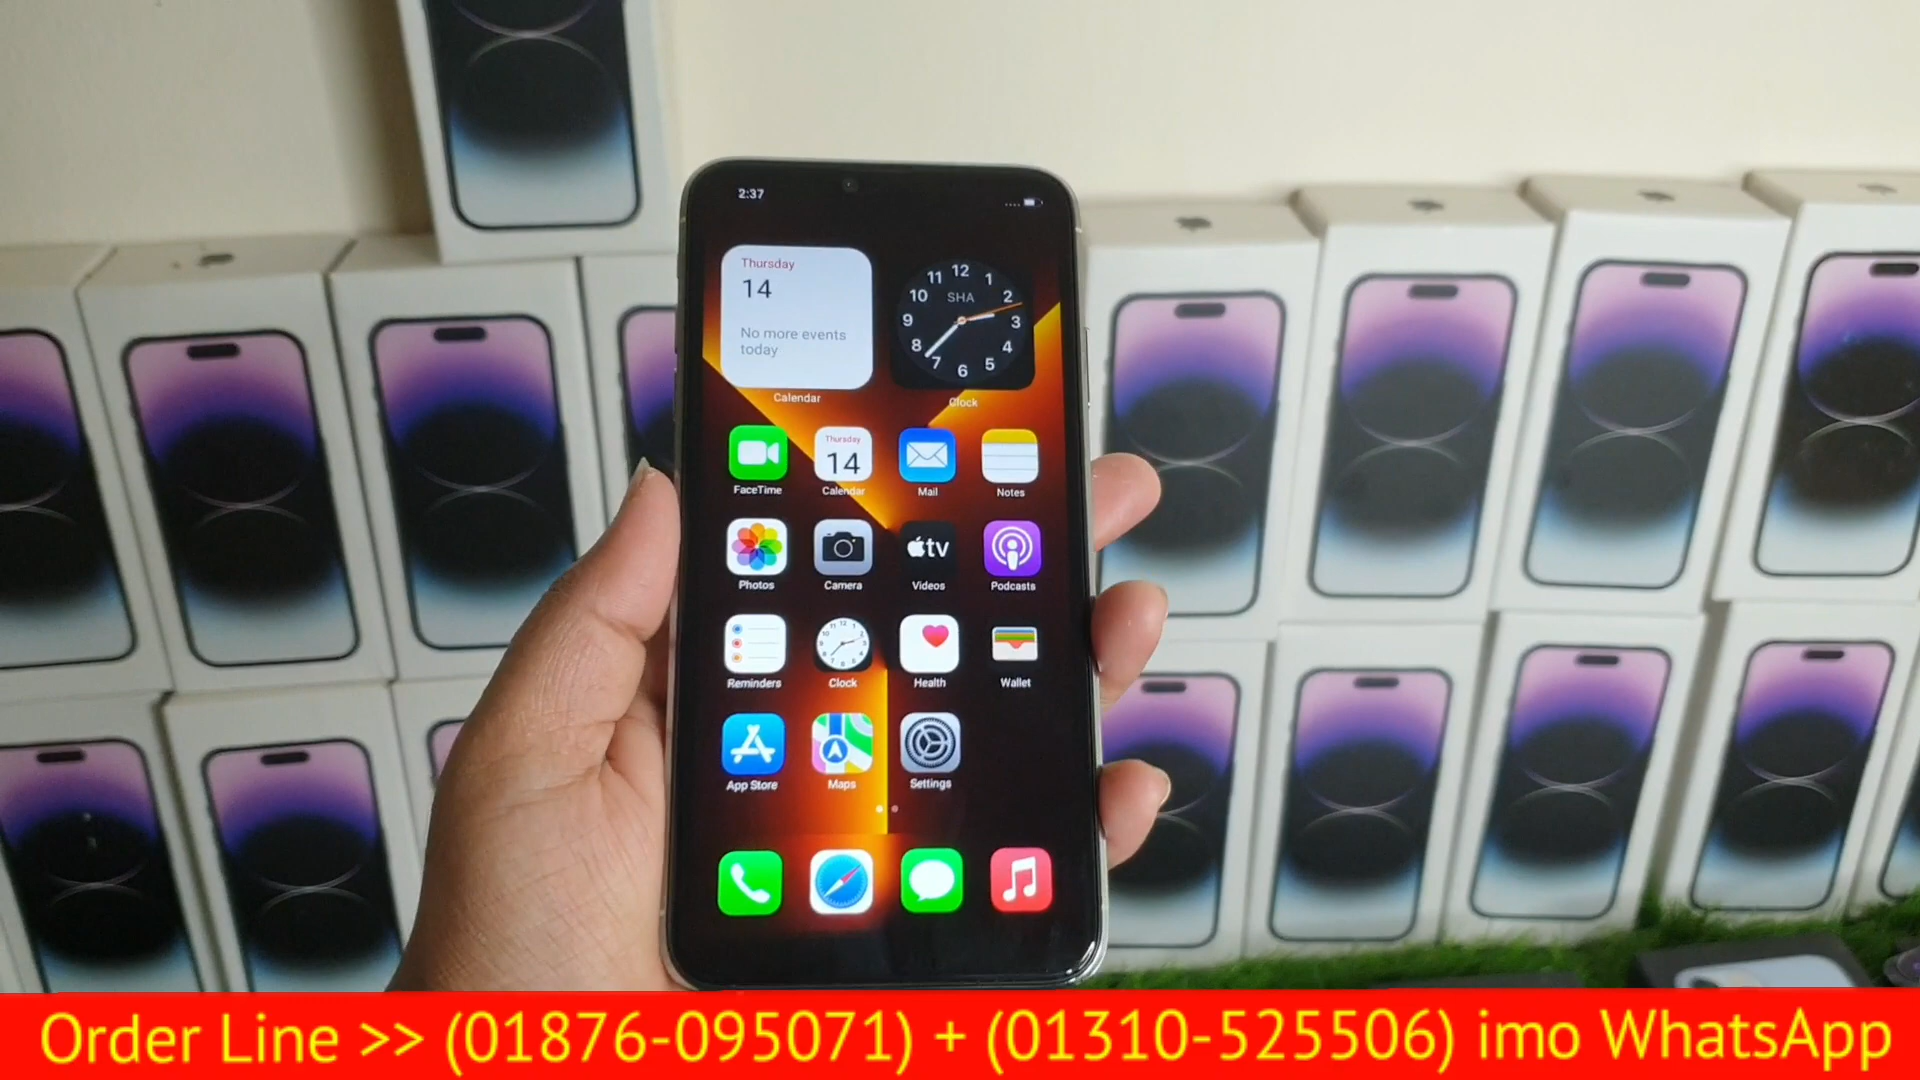 2:37
Thursday
14
No more events
today
Calendar
11 12 1
10 SHA 2
9 3
8 4
7 6 5
Clock
FaceTime
Thursday
14
Calendar
Mail
Notes
Photos
Camera
tv
Videos
Podcasts
Reminders
Clock
Health
Wallet
App Store
Maps
Settings
Order Line >> (01876-095071) + (01310-525506) imo WhatsApp